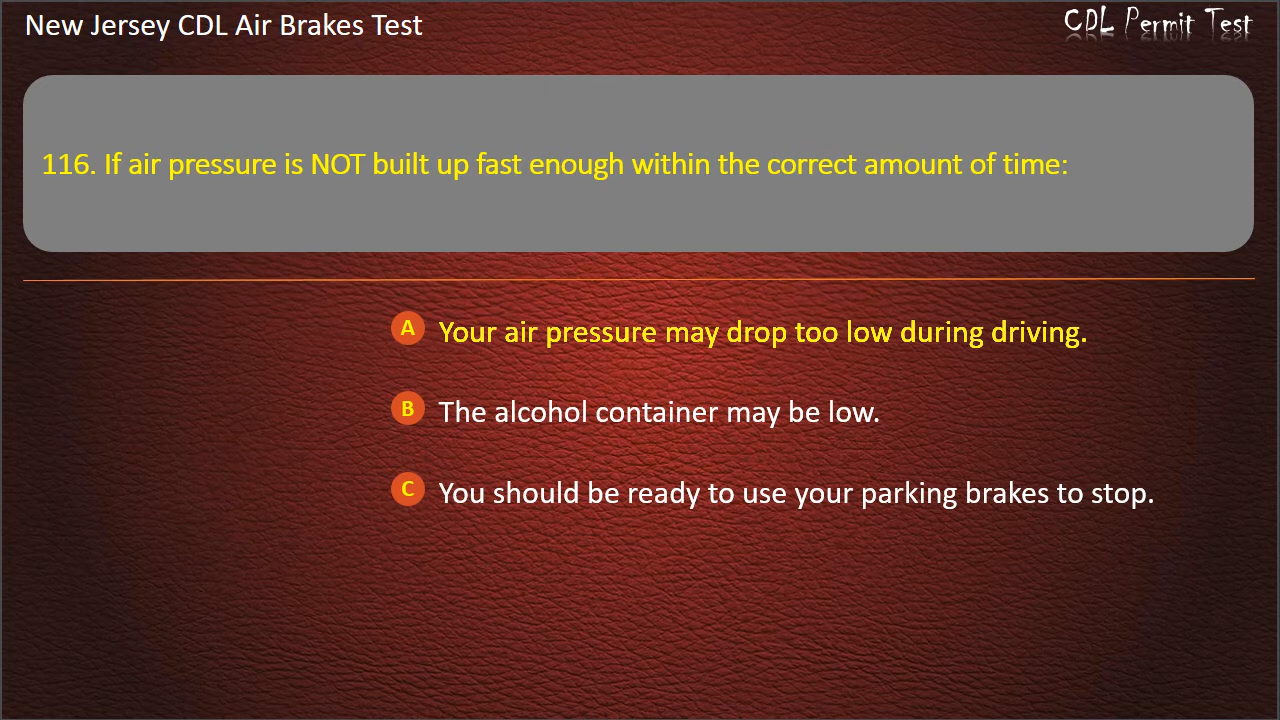 New Jersey CDL Air Brakes Test
CDL Permit Test
116. If air pressure is NOT built up fast enough within the correct amount of time:
A Your air pressure may drop too low during driving.
B The alcohol container may be low.
C You should be ready to use your parking brakes to stop.